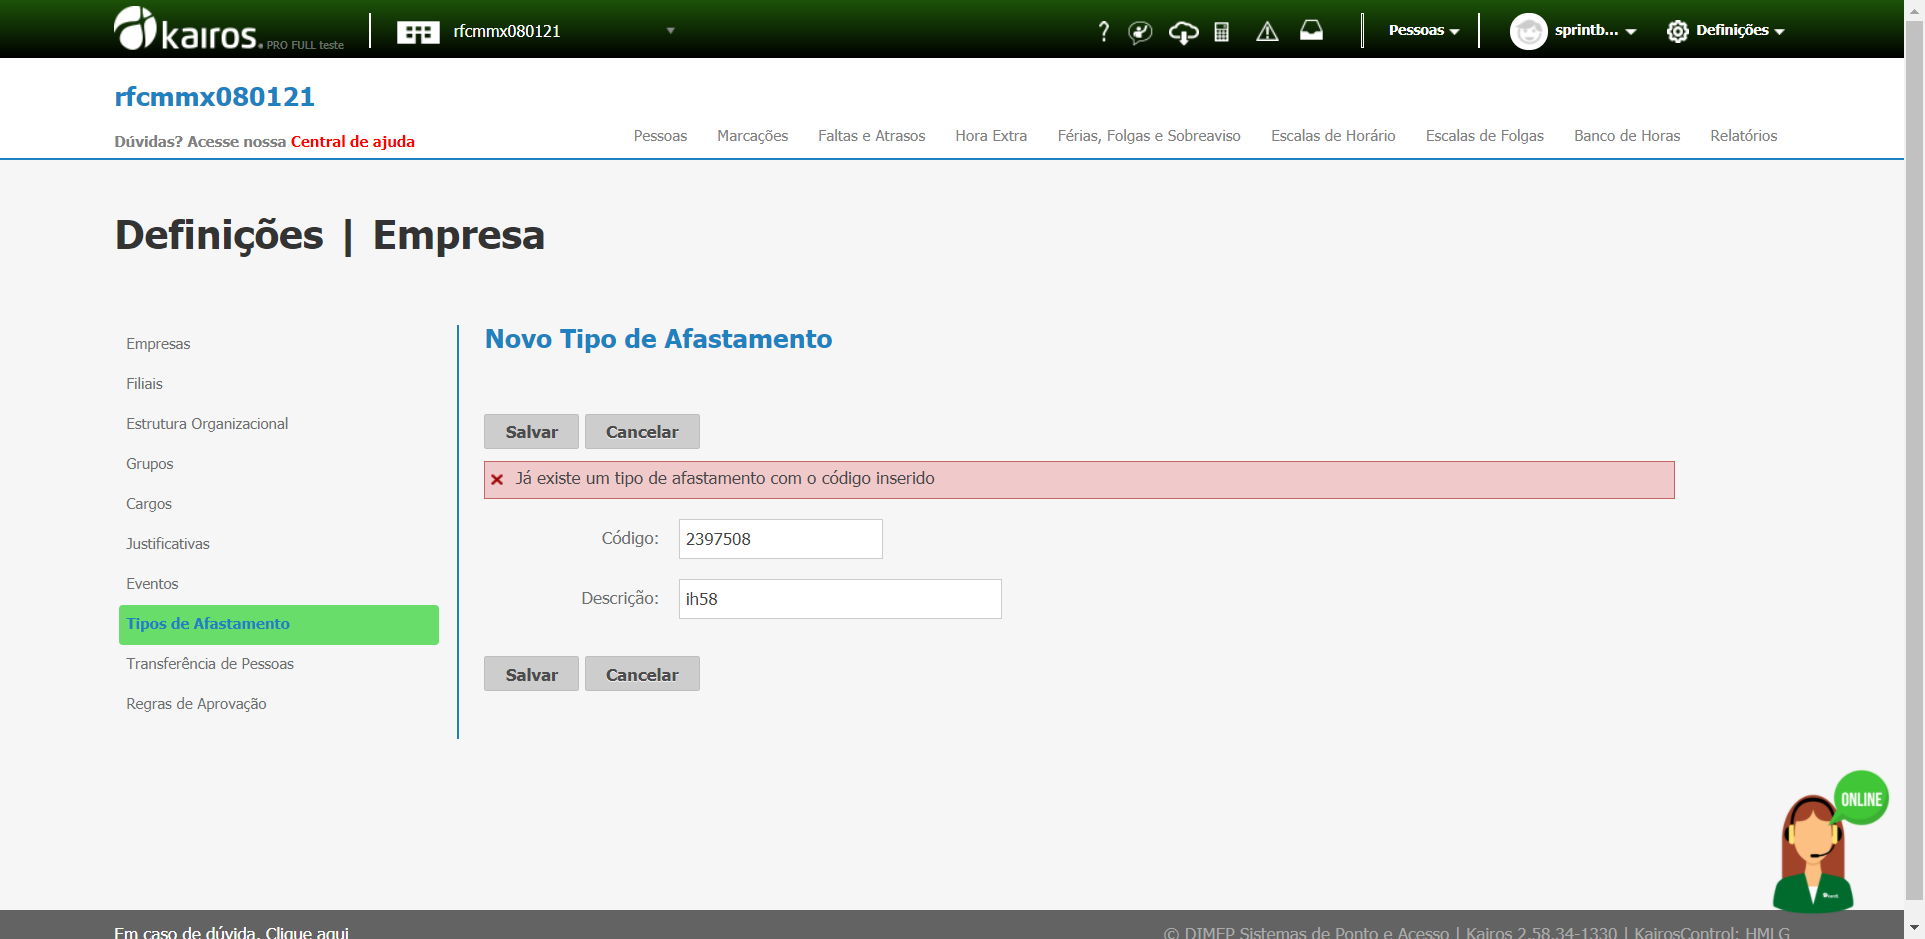 kairos. PRO FULL teste
rfcmmx080121
?
Pessoas
sprintb...
Definições
rfcmmx080121
Dúvidas? Acesse nossa Central de ajuda
Pessoas
Marcações
Faltas e Atrasos
Hora Extra
Férias, Folgas e Sobreaviso
Escalas de Horário
Escalas de Folgas
Banco de Horas
Relatórios
Definições | Empresa
Empresas
Filiais
Estrutura Organizacional
Grupos
Cargos
Justificativas
Eventos
Tipos de Afastamento
Transferência de Pessoas
Regras de Aprovação
Novo Tipo de Afastamento
Salvar
Cancelar
Já existe um tipo de afastamento com o código inserido
Código: 2397508
Descrição: ih58
Salvar
Cancelar
ONLINE
Em caso de dúvida, Clique aqui
© DIMEP Sistemas de Ponto e Acesso | Kairos 2.58.34-1330 | KairosControl: HMLG